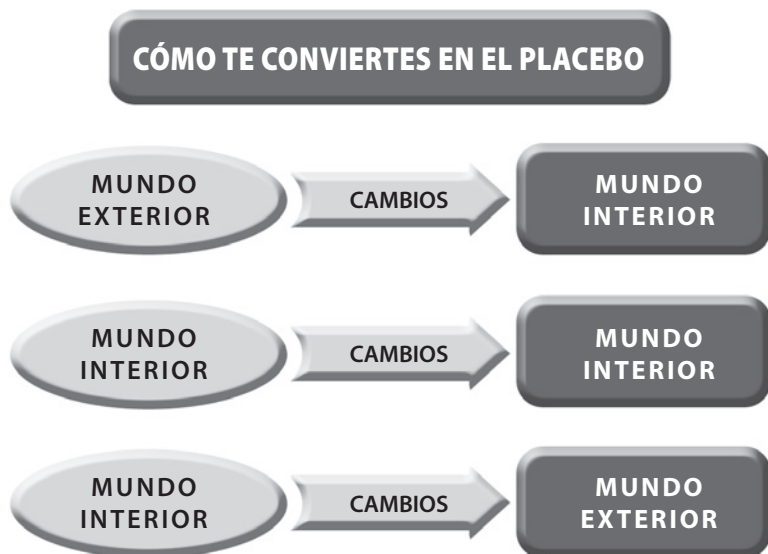 CÓMO TE CONVIERTES EN EL PLACEBO
MUNDO
EXTERIOR
CAMBIOS
MUNDO
INTERIOR
MUNDO
INTERIOR
CAMBIOS
MUNDO
INTERIOR
MUNDO
INTERIOR
CAMBIOS
MUNDO
EXTERIOR